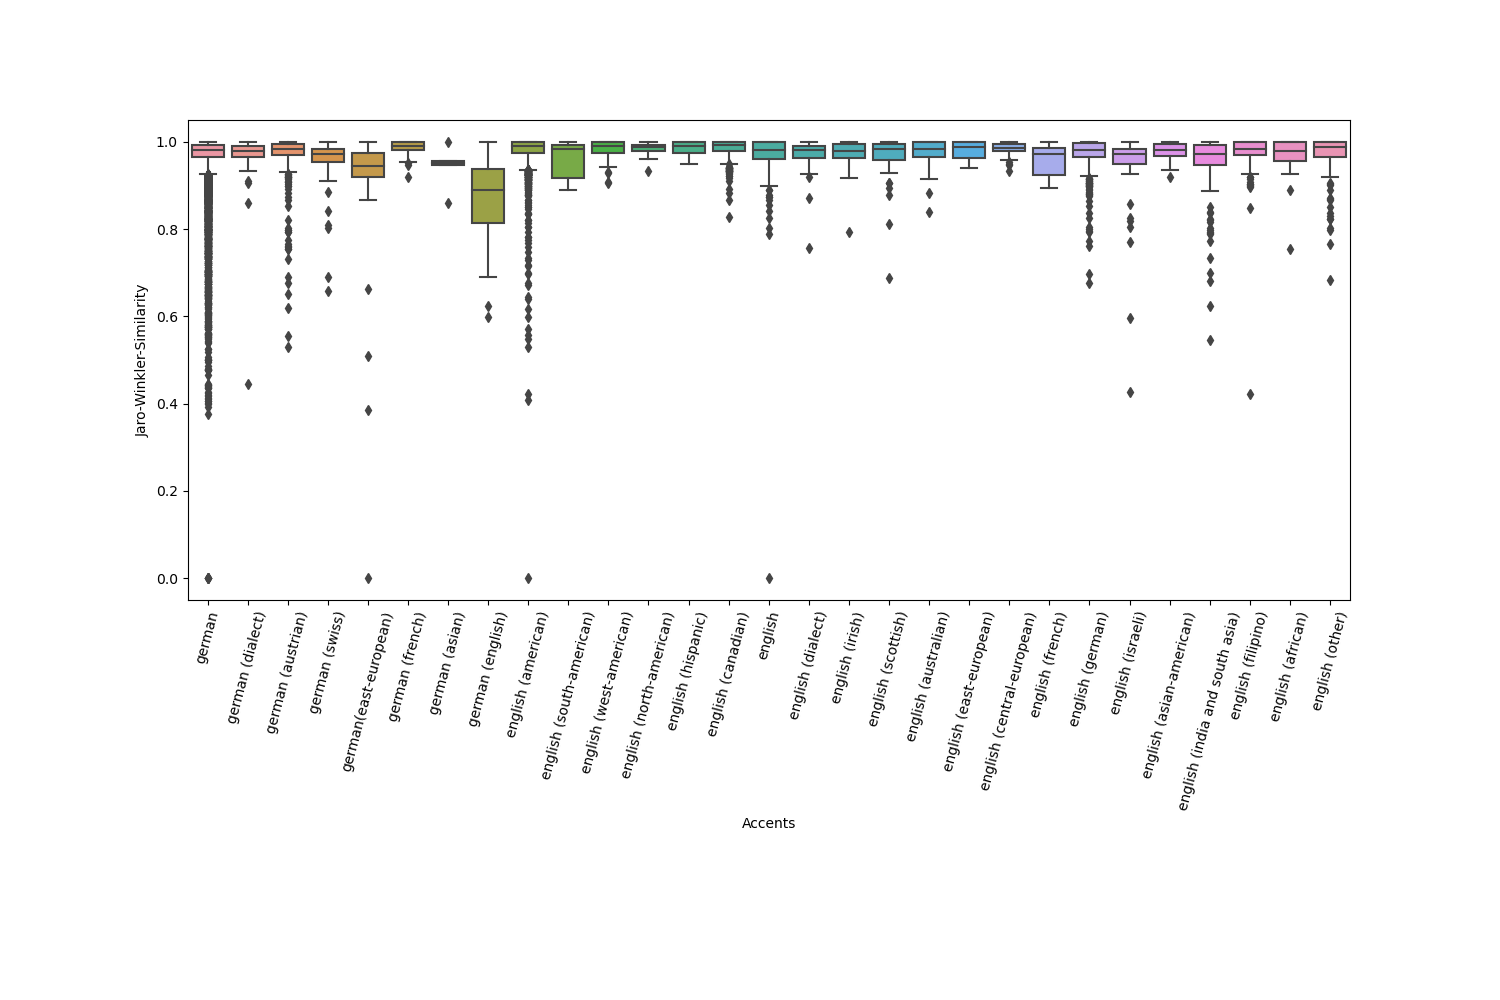 1.0
0.8
0.6
0.4
0.2
0.0
Jaro-Winkler-Similarity
german
german (dialect)
german (austrian)
german (swiss)
german(east-european)
german (french)
german (asian)
german (english)
english (american)
english (south-american)
english (west-american)
english (north-american)
english (hispanic)
english (canadian)
english
english (dialect)
english (irish)
english (scottish)
english (australian)
english (east-european)
english (central-european)
english (french)
english (german)
english (israeli)
english (asian-american)
english (india and south asia)
english (filipino)
english (african)
english (other)
Accents